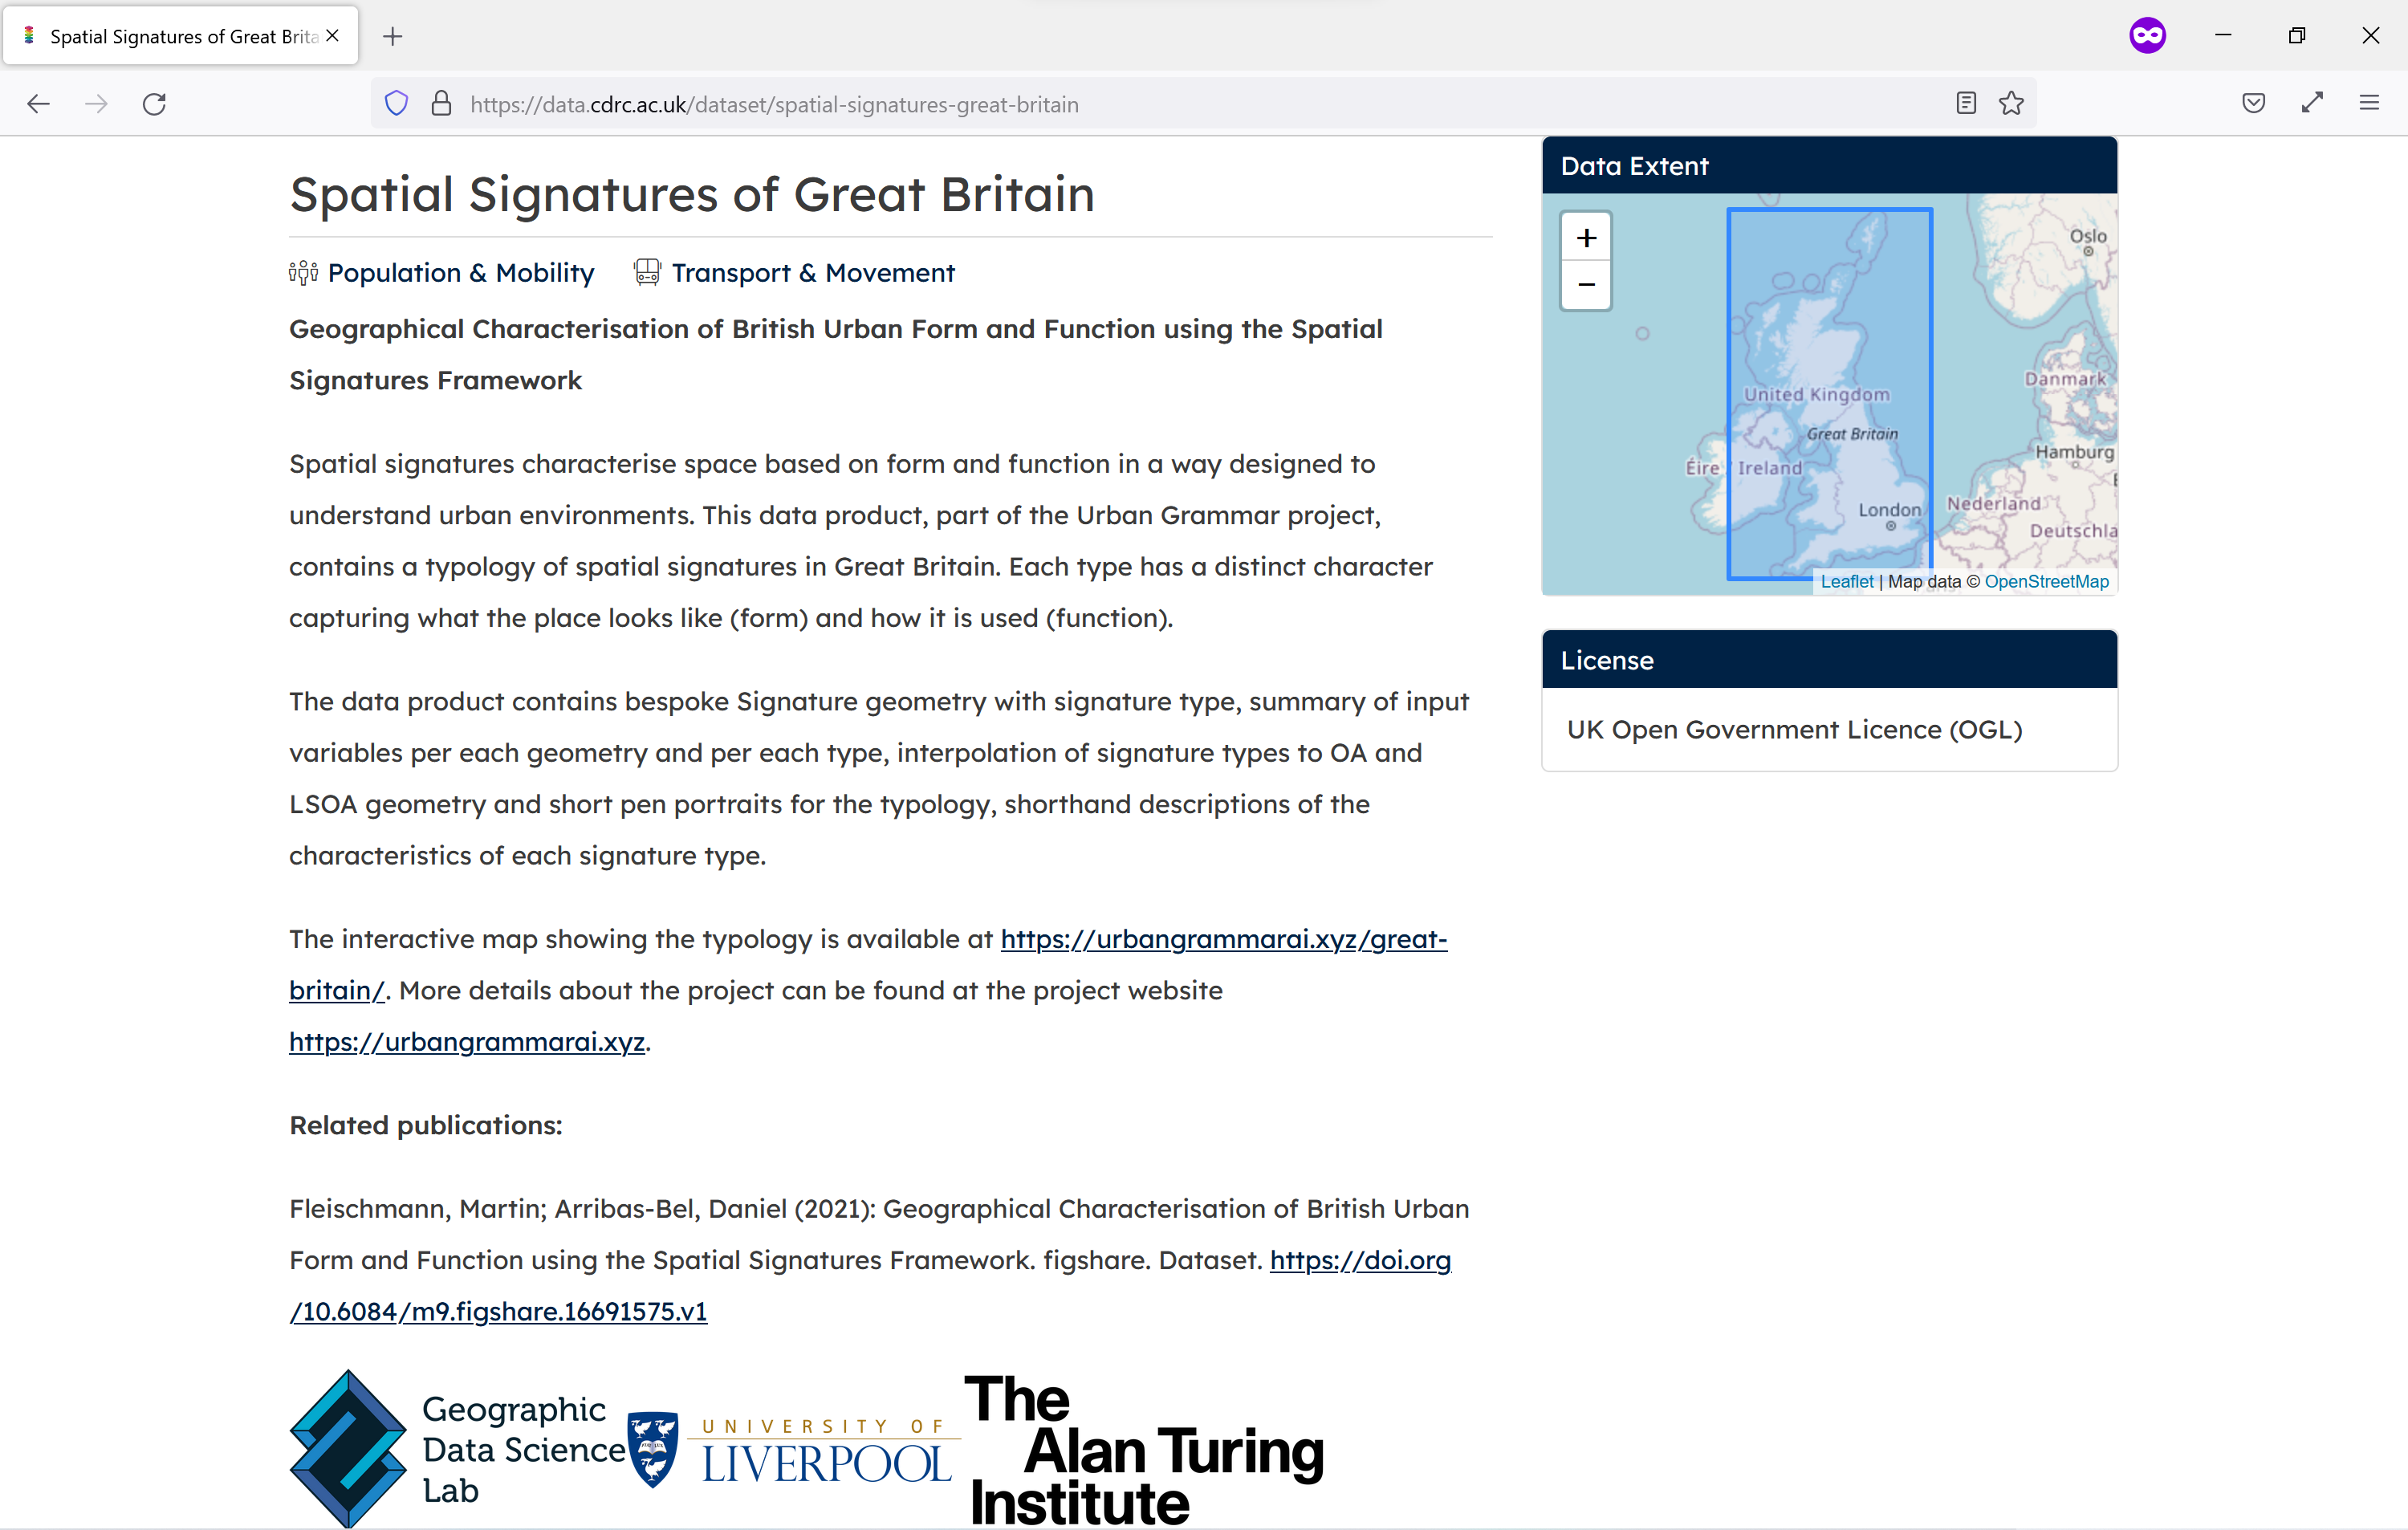 Spatial Signatures of Great Brita
https://data.cdrc.ac.uk/dataset/spatial-signatures-great-britain
Spatial Signatures of Great Britain
Population & Mobility Transport & Movement
Geographical Characterisation of British Urban Form and Function using the Spatial
Signatures Framework
Spatial signatures characterise space based on form and function in a way designed to
understand urban environments. This data product, part of the Urban Grammar project,
contains a typology of spatial signatures in Great Britain. Each type has a distinct character
capturing what the place looks like (form) and how it is used (function).
The data product contains bespoke Signature geometry with signature type, summary of input
variables per each geometry and per each type, interpolation of signature types to OA and
LSOA geometry and short pen portraits for the typology, shorthand descriptions of the
characteristics of each signature type.
The interactive map showing the typology is available at https://urbangrammarai.xyz/great-
britain/. More details about the project can be found at the project website
https://urbangrammarai.xyz.
Related publications:
Fleischmann, Martin; Arribas-Bel, Daniel (2021): Geographical Characterisation of British Urban
Form and Function using the Spatial Signatures Framework. figshare. Dataset. https://doi.org
/10.6084/m9.figshare.16691575.v1
Geographic
Data Science
Lab
UNIVERSITY OF
LIVERPOOL
The
Alan Turing
Institute
Data Extent
+
−
Oslo
Danmark
United Kingdom
Great Britain
Hamburg
Éire / Ireland
London
Nederland
Deutschla
Leaflet | Map data © OpenStreetMap
License
UK Open Government Licence (OGL)